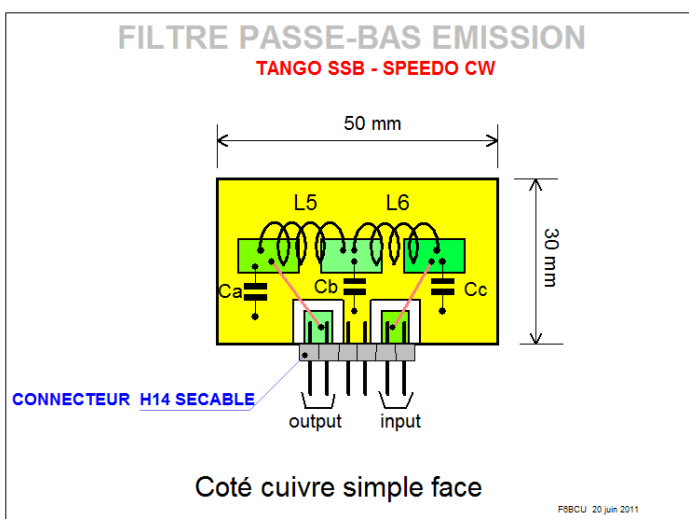 FILTRE PASSE-BAS EMISSION
TANGO SSB - SPEEDO CW
50 mm
L5 L6
30 mm
Ca Cb Cc
CONNECTEUR H14 SECABLE
output input
Coté cuivre simple face
F6BCU 20 juin 2011